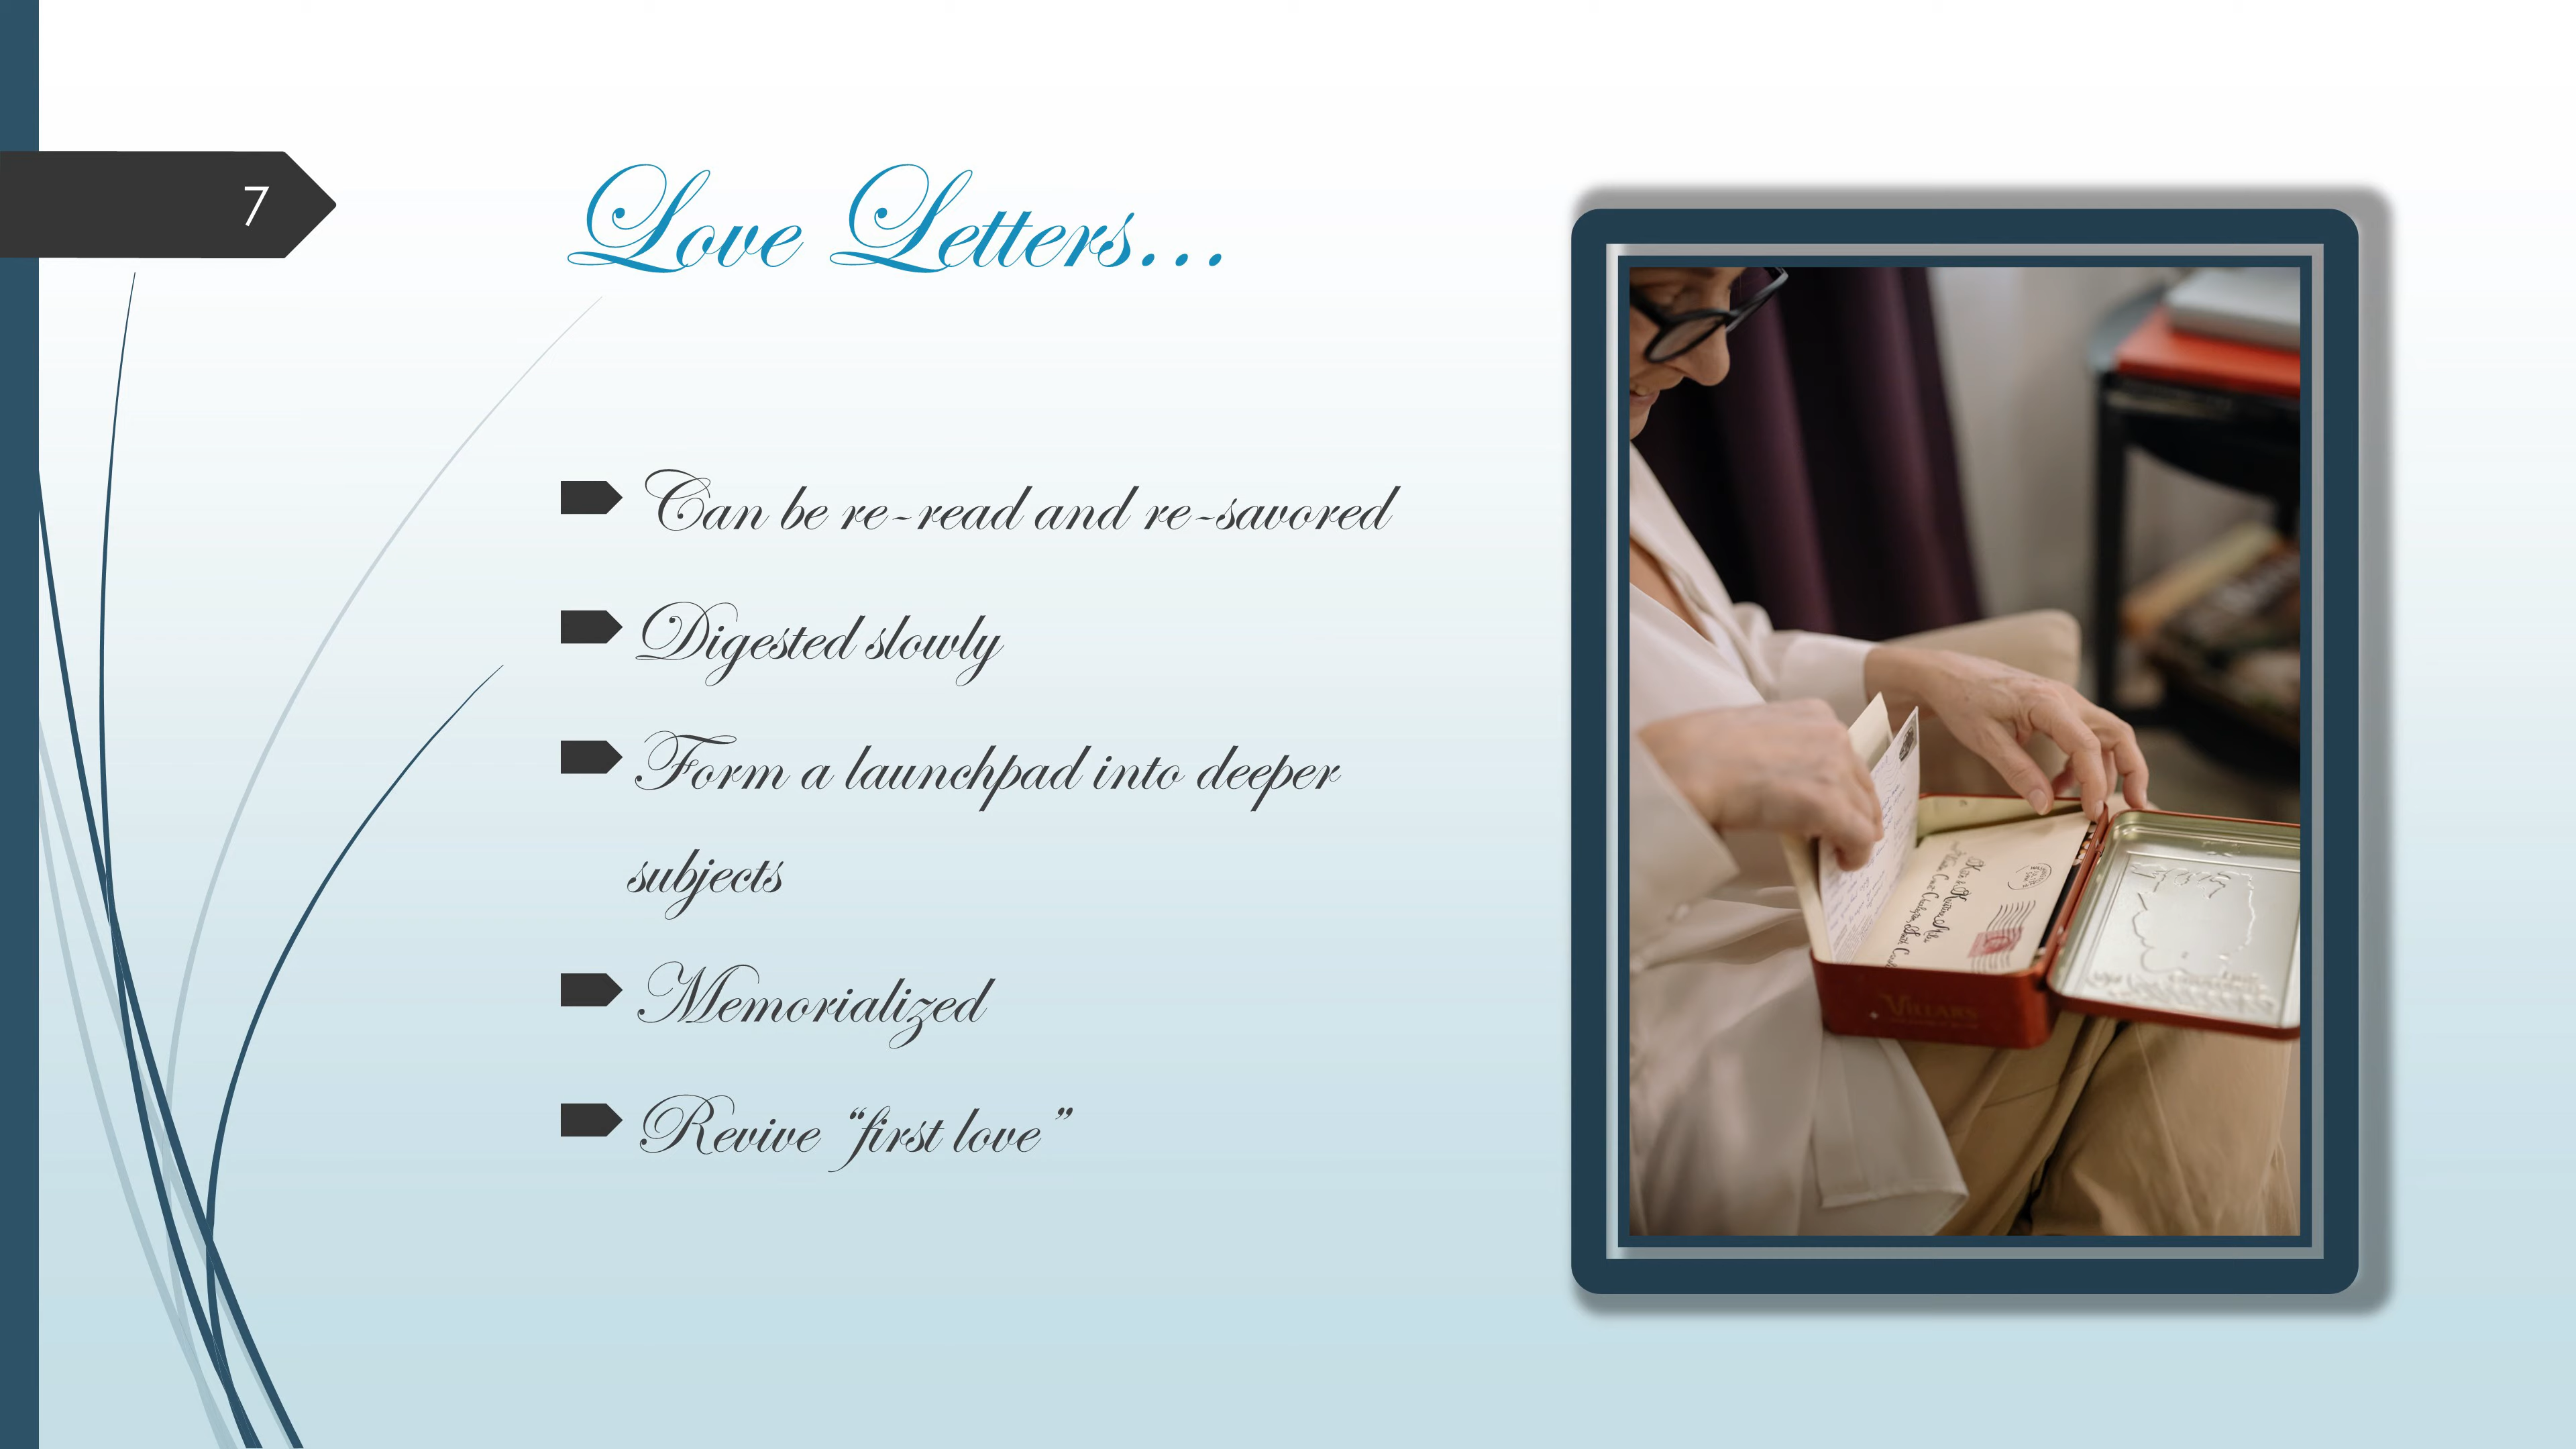 7
Love Letters...
Can be re-read and re-savored
Digested slowly
Form a launchpad into deeper
subjects
Memorialized
Revive “first love”
VILLARS